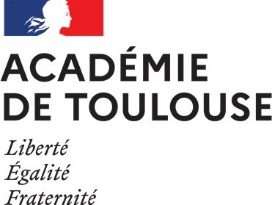 ACADÉMIE
DE TOULOUSE
Liberté
Égalité
Fraternité